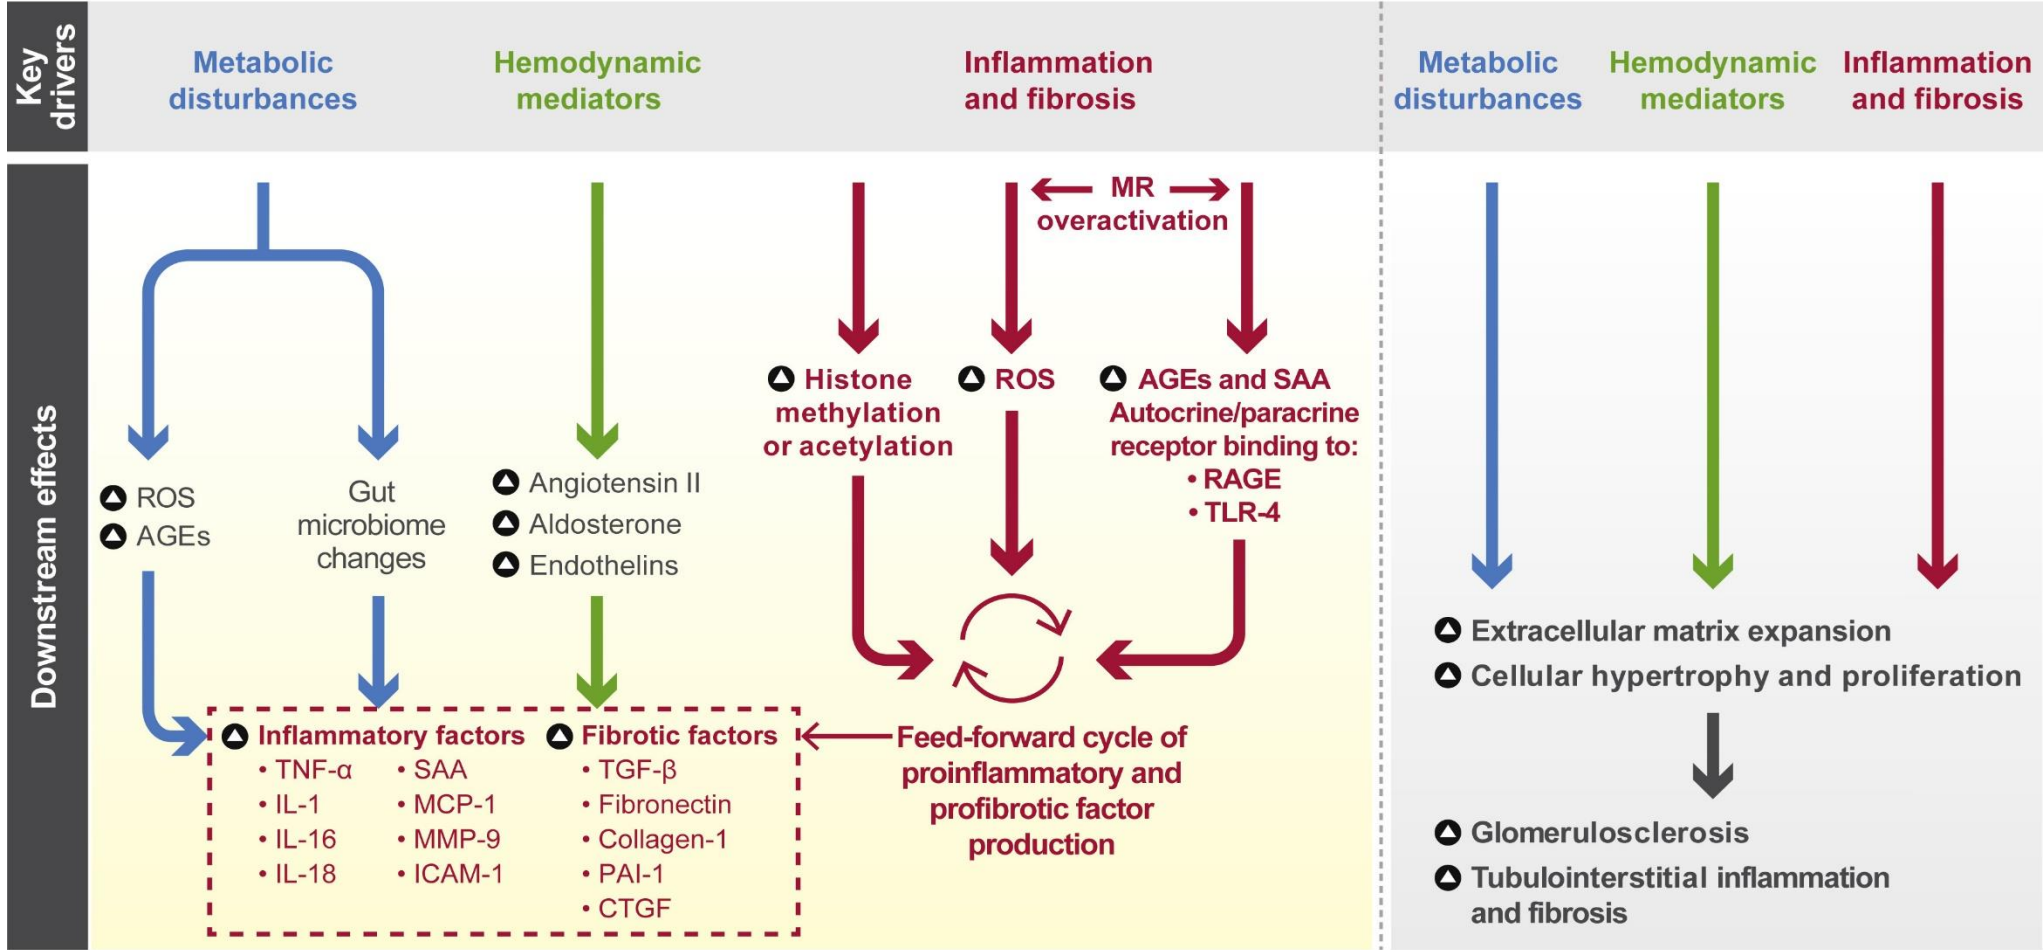 Key
drivers
Metabolic
disturbances
Hemodynamic
mediators
Inflammation
and fibrosis
Metabolic
disturbances
Hemodynamic
mediators
Inflammation
and fibrosis
Downstream effects
ROS
AGEs
Gut
microbiome
changes
Angiotensin II
Aldosterone
Endothelins
MR
overactivation
Histone
methylation
or acetylation
ROS
AGEs and SAA
Autocrine/paracrine
receptor binding to:
• RAGE
• TLR-4
Inflammatory factors
• TNF-α
• IL-1
• IL-16
• IL-18
• SAA
• MCP-1
• MMP-9
• ICAM-1
Fibrotic factors
• TGF-β
• Fibronectin
• Collagen-1
• PAI-1
• CTGF
Feed-forward cycle of
proinflammatory and
profibrotic factor
production
Extracellular matrix expansion
Cellular hypertrophy and proliferation
Glomerulosclerosis
Tubulointerstitial inflammation
and fibrosis